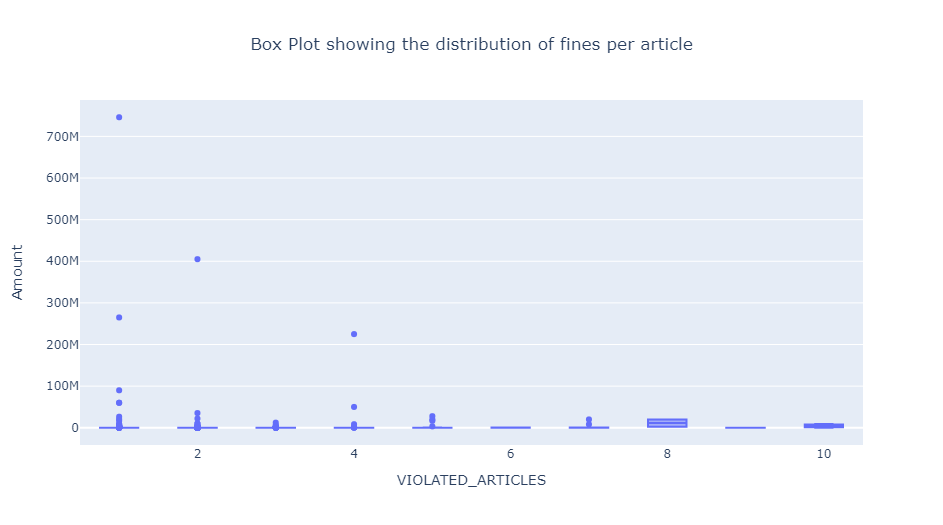 Box Plot showing the distribution of fines per article
700M
600M
500M
400M
300M
200M
100M
0
Amount
2
4
6
8
10
VIOLATED_ARTICLES